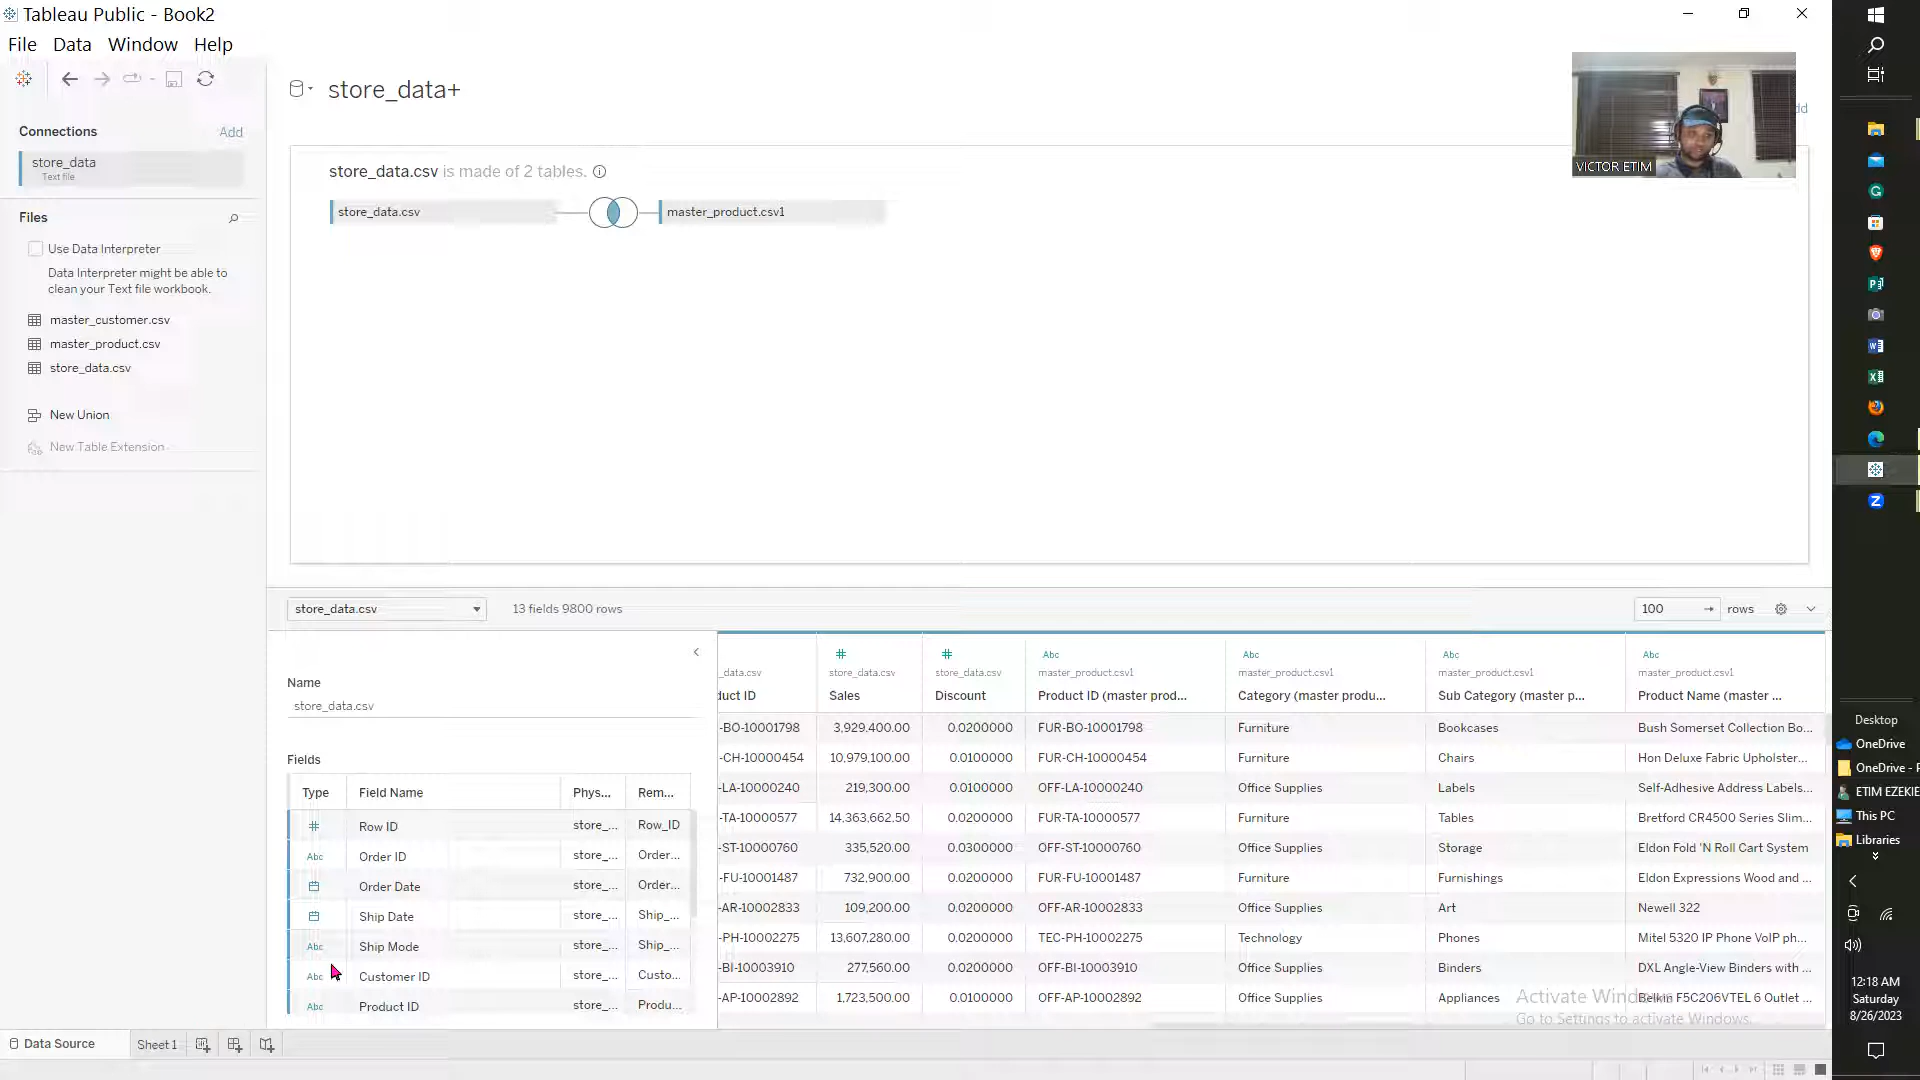 Tableau Public - Book2
File Data Window Help
store_data+
VICTOR ETIM
Connections Add
store_data
Text file
store_data.csv is made of 2 tables.
store_data.csv
master_product.csv1
Files
Use Data Interpreter
Data Interpreter might be able to
clean your Text file workbook.
master_customer.csv
master_product.csv
store_data.csv
New Union
New Table Extension
store_data.csv 13 fields 9800 rows 100 rows
Name
store_data.csv
Fields
Type Field Name Phys... Rem...
Row ID store_... Row_ID
Abc Order ID store_... Order...
Order Date store_... Order...
Ship Date store_... Ship_...
Abc Ship Mode store_... Ship_...
Abc Customer ID store_... Custo...
Abc Product ID store_... Produ...
Abc Abc Abc Abc
_data.csv store_data.csv store_data.csv master_product.csv1 master_product.csv1 master_product.csv1 master_product.csv1
duct ID Sales Discount Product ID (master prod... Category (master produ... Sub Category (master p... Product Name (master ...
-BO-10001798 3,929,400.00 0.0200000 FUR-BO-10001798 Furniture Bookcases Bush Somerset Collection Bo...
-CH-10000454 10,979,100.00 0.0100000 FUR-CH-10000454 Furniture Chairs Hon Deluxe Fabric Upholster...
-LA-10000240 219,300.00 0.0100000 OFF-LA-10000240 Office Supplies Labels Self-Adhesive Address Labels...
-TA-10000577 14,363,662.50 0.0200000 FUR-TA-10000577 Furniture Tables Bretford CR4500 Series Slim...
-ST-10000760 335,520.00 0.0300000 OFF-ST-10000760 Office Supplies Storage Eldon Fold 'N Roll Cart System
-FU-10001487 732,900.00 0.0200000 FUR-FU-10001487 Furniture Furnishings Eldon Expressions Wood and ...
-AR-10002833 109,200.00 0.0200000 OFF-AR-10002833 Office Supplies Art Newell 322
-PH-10002275 13,607,280.00 0.0200000 TEC-PH-10002275 Technology Phones Mitel 5320 IP Phone VoIP ph...
-BI-10003910 277,560.00 0.0200000 OFF-BI-10003910 Office Supplies Binders DXL Angle-View Binders with ...
-AP-10002892 1,723,500.00 0.0100000 OFF-AP-10002892 Office Supplies Appliances Belkin F5C206VTEL 6 Outlet ...
Activate Windows
Go to Settings to activate Windows.
Data Source Sheet 1
Desktop
OneDrive
OneDrive - P
ETIM EZEKIE
This PC
Libraries
12:18 AM
Saturday
8/26/2023